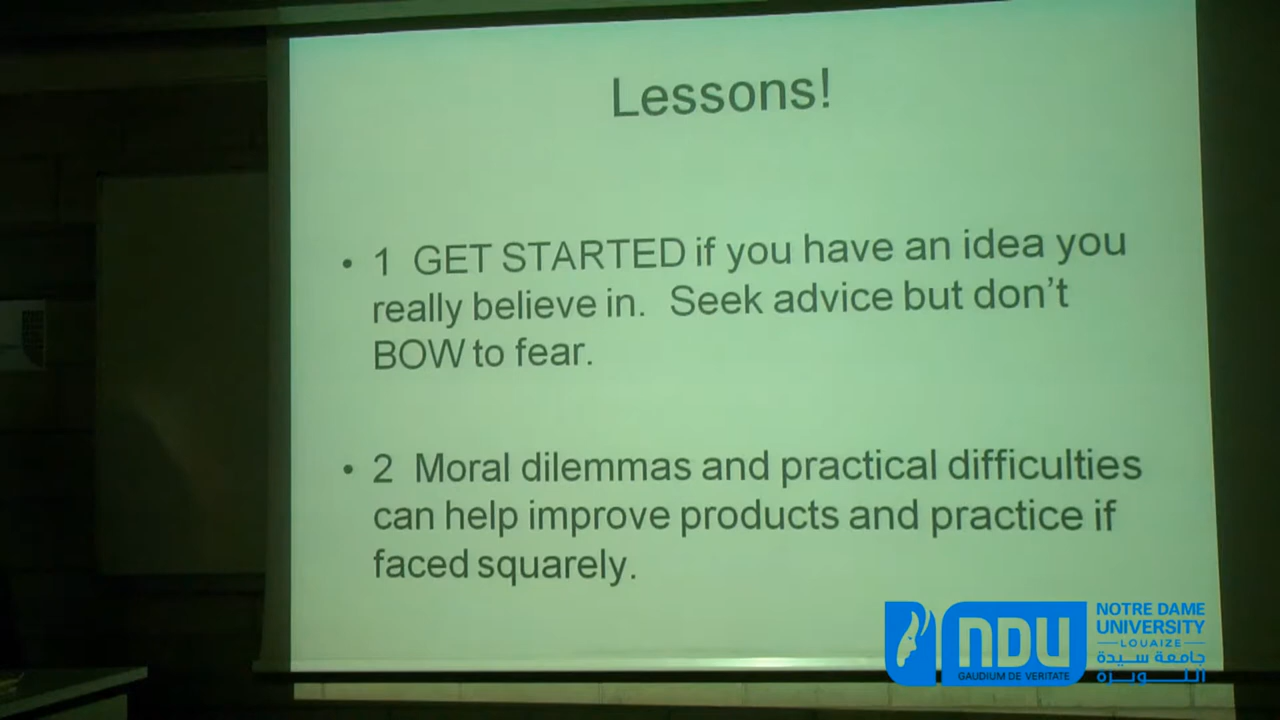 Lessons!
• 1 GET STARTED if you have an idea you
really believe in. Seek advice but don't
BOW to fear.
• 2 Moral dilemmas and practical difficulties
can help improve products and practice if
faced squarely.
NDU
GAUDIUM DE VERITATE
NOTRE DAME
UNIVERSITY
LOUAIZE
جامعة سيدة
اللويزة